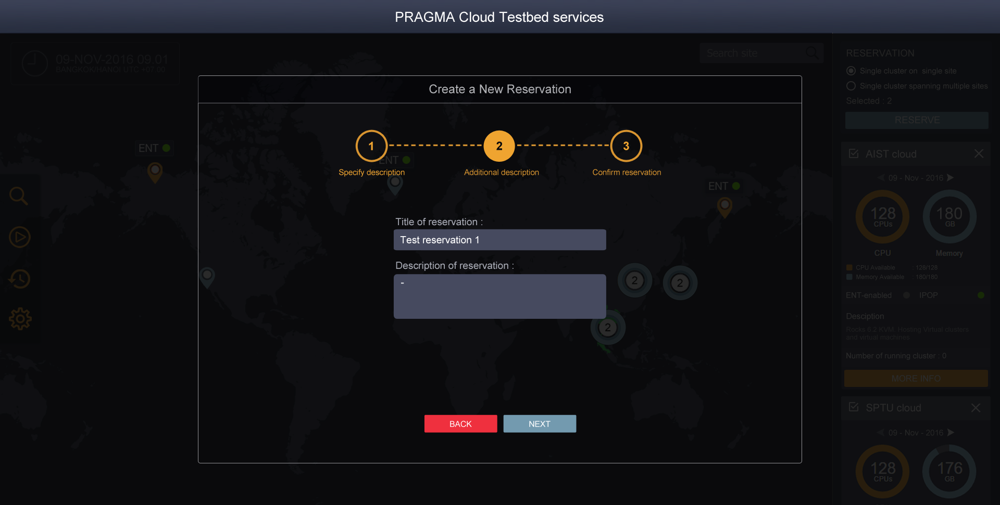 PRAGMA Cloud Testbed services
09-NOV-2016 09.01
BANGKOK/HANOI UTC +07:00
Search site
Create a New Reservation
1
2
3
Specify description
Additional description
Confirm reservation
ENT
ENT
ENT
Title of reservation :
Test reservation 1
Description of reservation :
-
2
2
2
BACK
NEXT
RESERVATION
Single cluster on single site
Single cluster spanning multiple sites
Selected : 2
RESERVE
AIST cloud
09 - Nov - 2016
128
CPUs
180
GB
CPU
Memory
CPU Available : 128/128
Memory Available : 180/180
ENT-enabled
IPOP
Desciption
Rocks 6.2 KVM. Hosting Virtual clusters
and virtual machines
Number of running cluster : 0
MORE INFO
SPTU cloud
09 - Nov - 2016
128
CPUs
176
GB